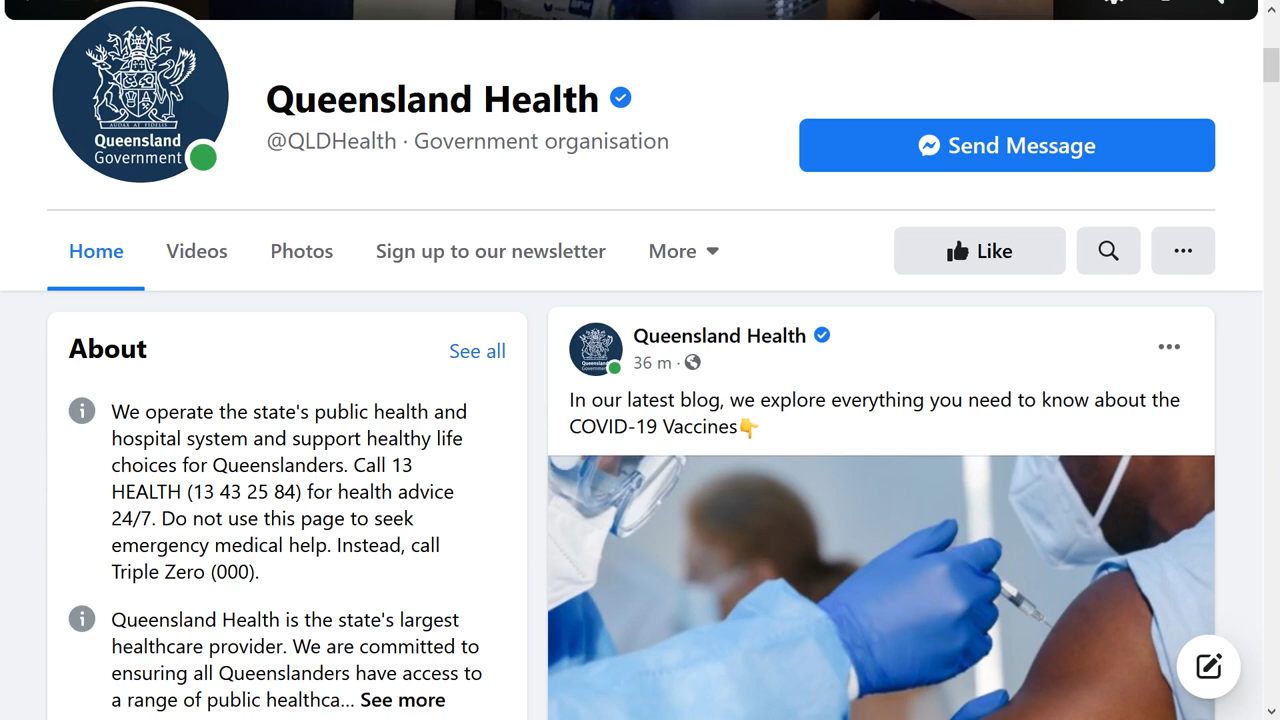 AUDAX AT FIDELIS
Queensland
Government
Queensland Health
@QLDHealth · Government organisation
Send Message
Home
Videos
Photos
Sign up to our newsletter
More
Like
About
See all
We operate the state's public health and
hospital system and support healthy life
choices for Queenslanders. Call 13
HEALTH (13 43 25 84) for health advice
24/7. Do not use this page to seek
emergency medical help. Instead, call
Triple Zero (000).
Queensland Health is the state's largest
healthcare provider. We are committed to
ensuring all Queenslanders have access to
a range of public healthca... See more
Queensland Health
36 m ·
In our latest blog, we explore everything you need to know about the
COVID-19 Vaccines👇